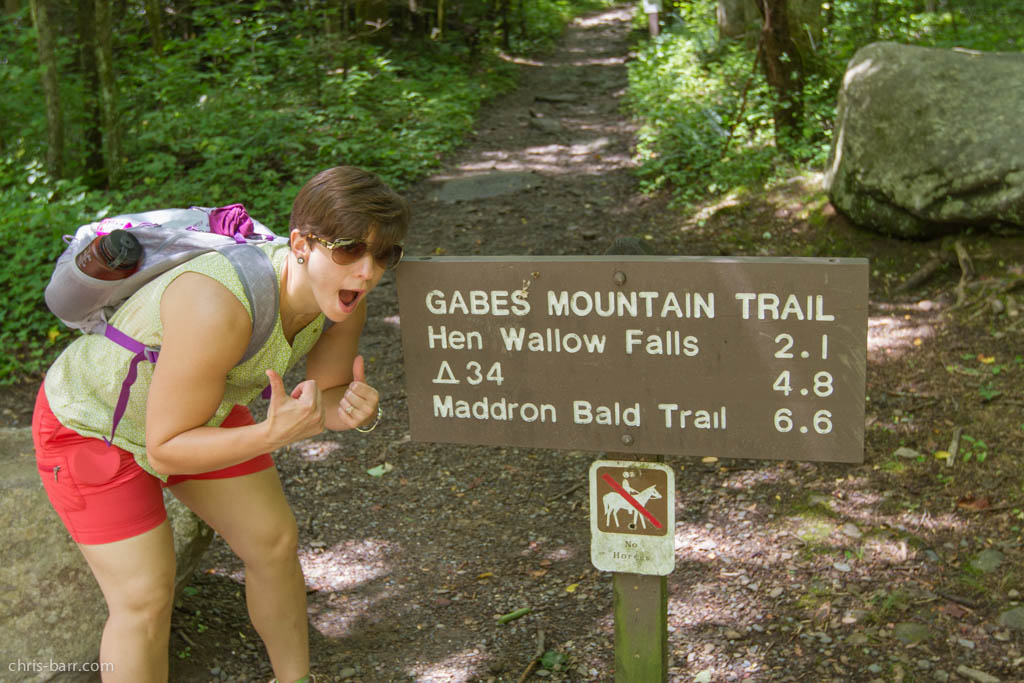 GABES MOUNTAIN TRAIL
Hen Wallow Falls 2.1
Δ34 4.8
Maddron Bald Trail 6.6
No
Horses
chris-barr.com